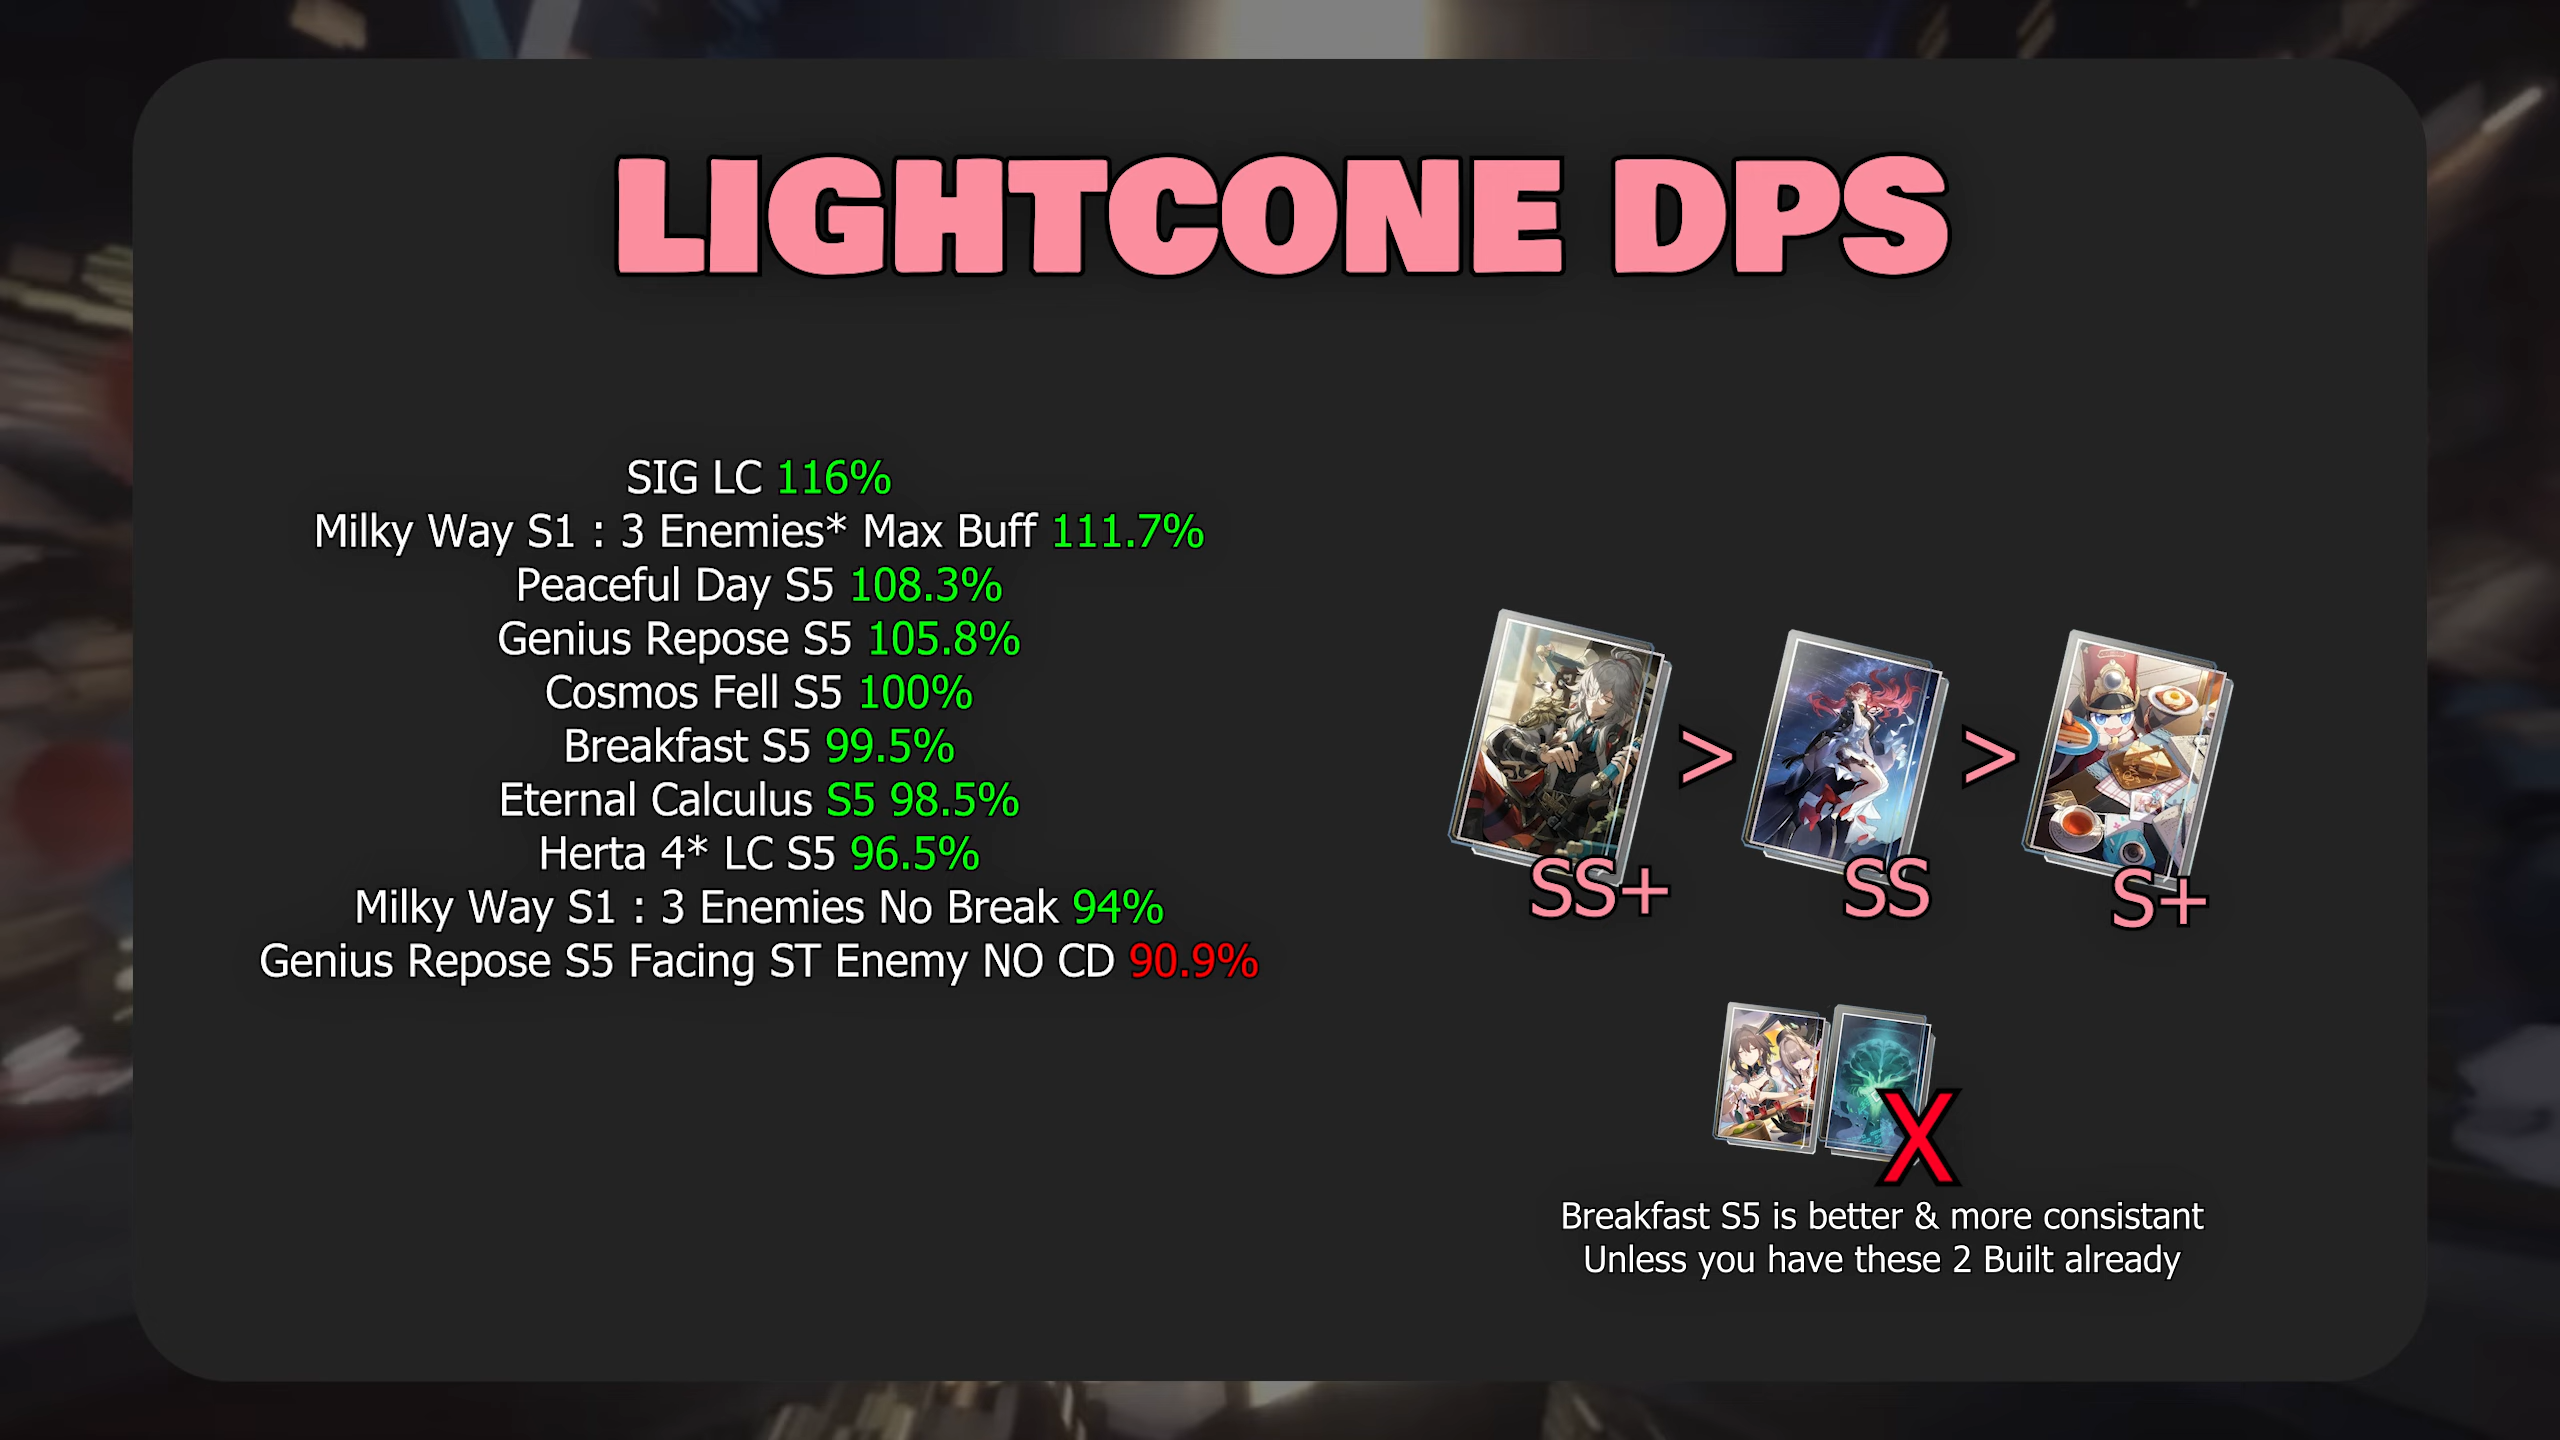 LIGHTCONE DPS
SIG LC 116%
Milky Way S1 : 3 Enemies* Max Buff 111.7%
Peaceful Day S5 108.3%
Genius Repose S5 105.8%
Cosmos Fell S5 100%
Breakfast S5 99.5%
Eternal Calculus S5 98.5%
Herta 4* LC S5 96.5%
Milky Way S1 : 3 Enemies No Break 94%
Genius Repose S5 Facing ST Enemy NO CD 90.9%
> >
SS+ SS S+
X
Breakfast S5 is better & more consistant
Unless you have these 2 Built already